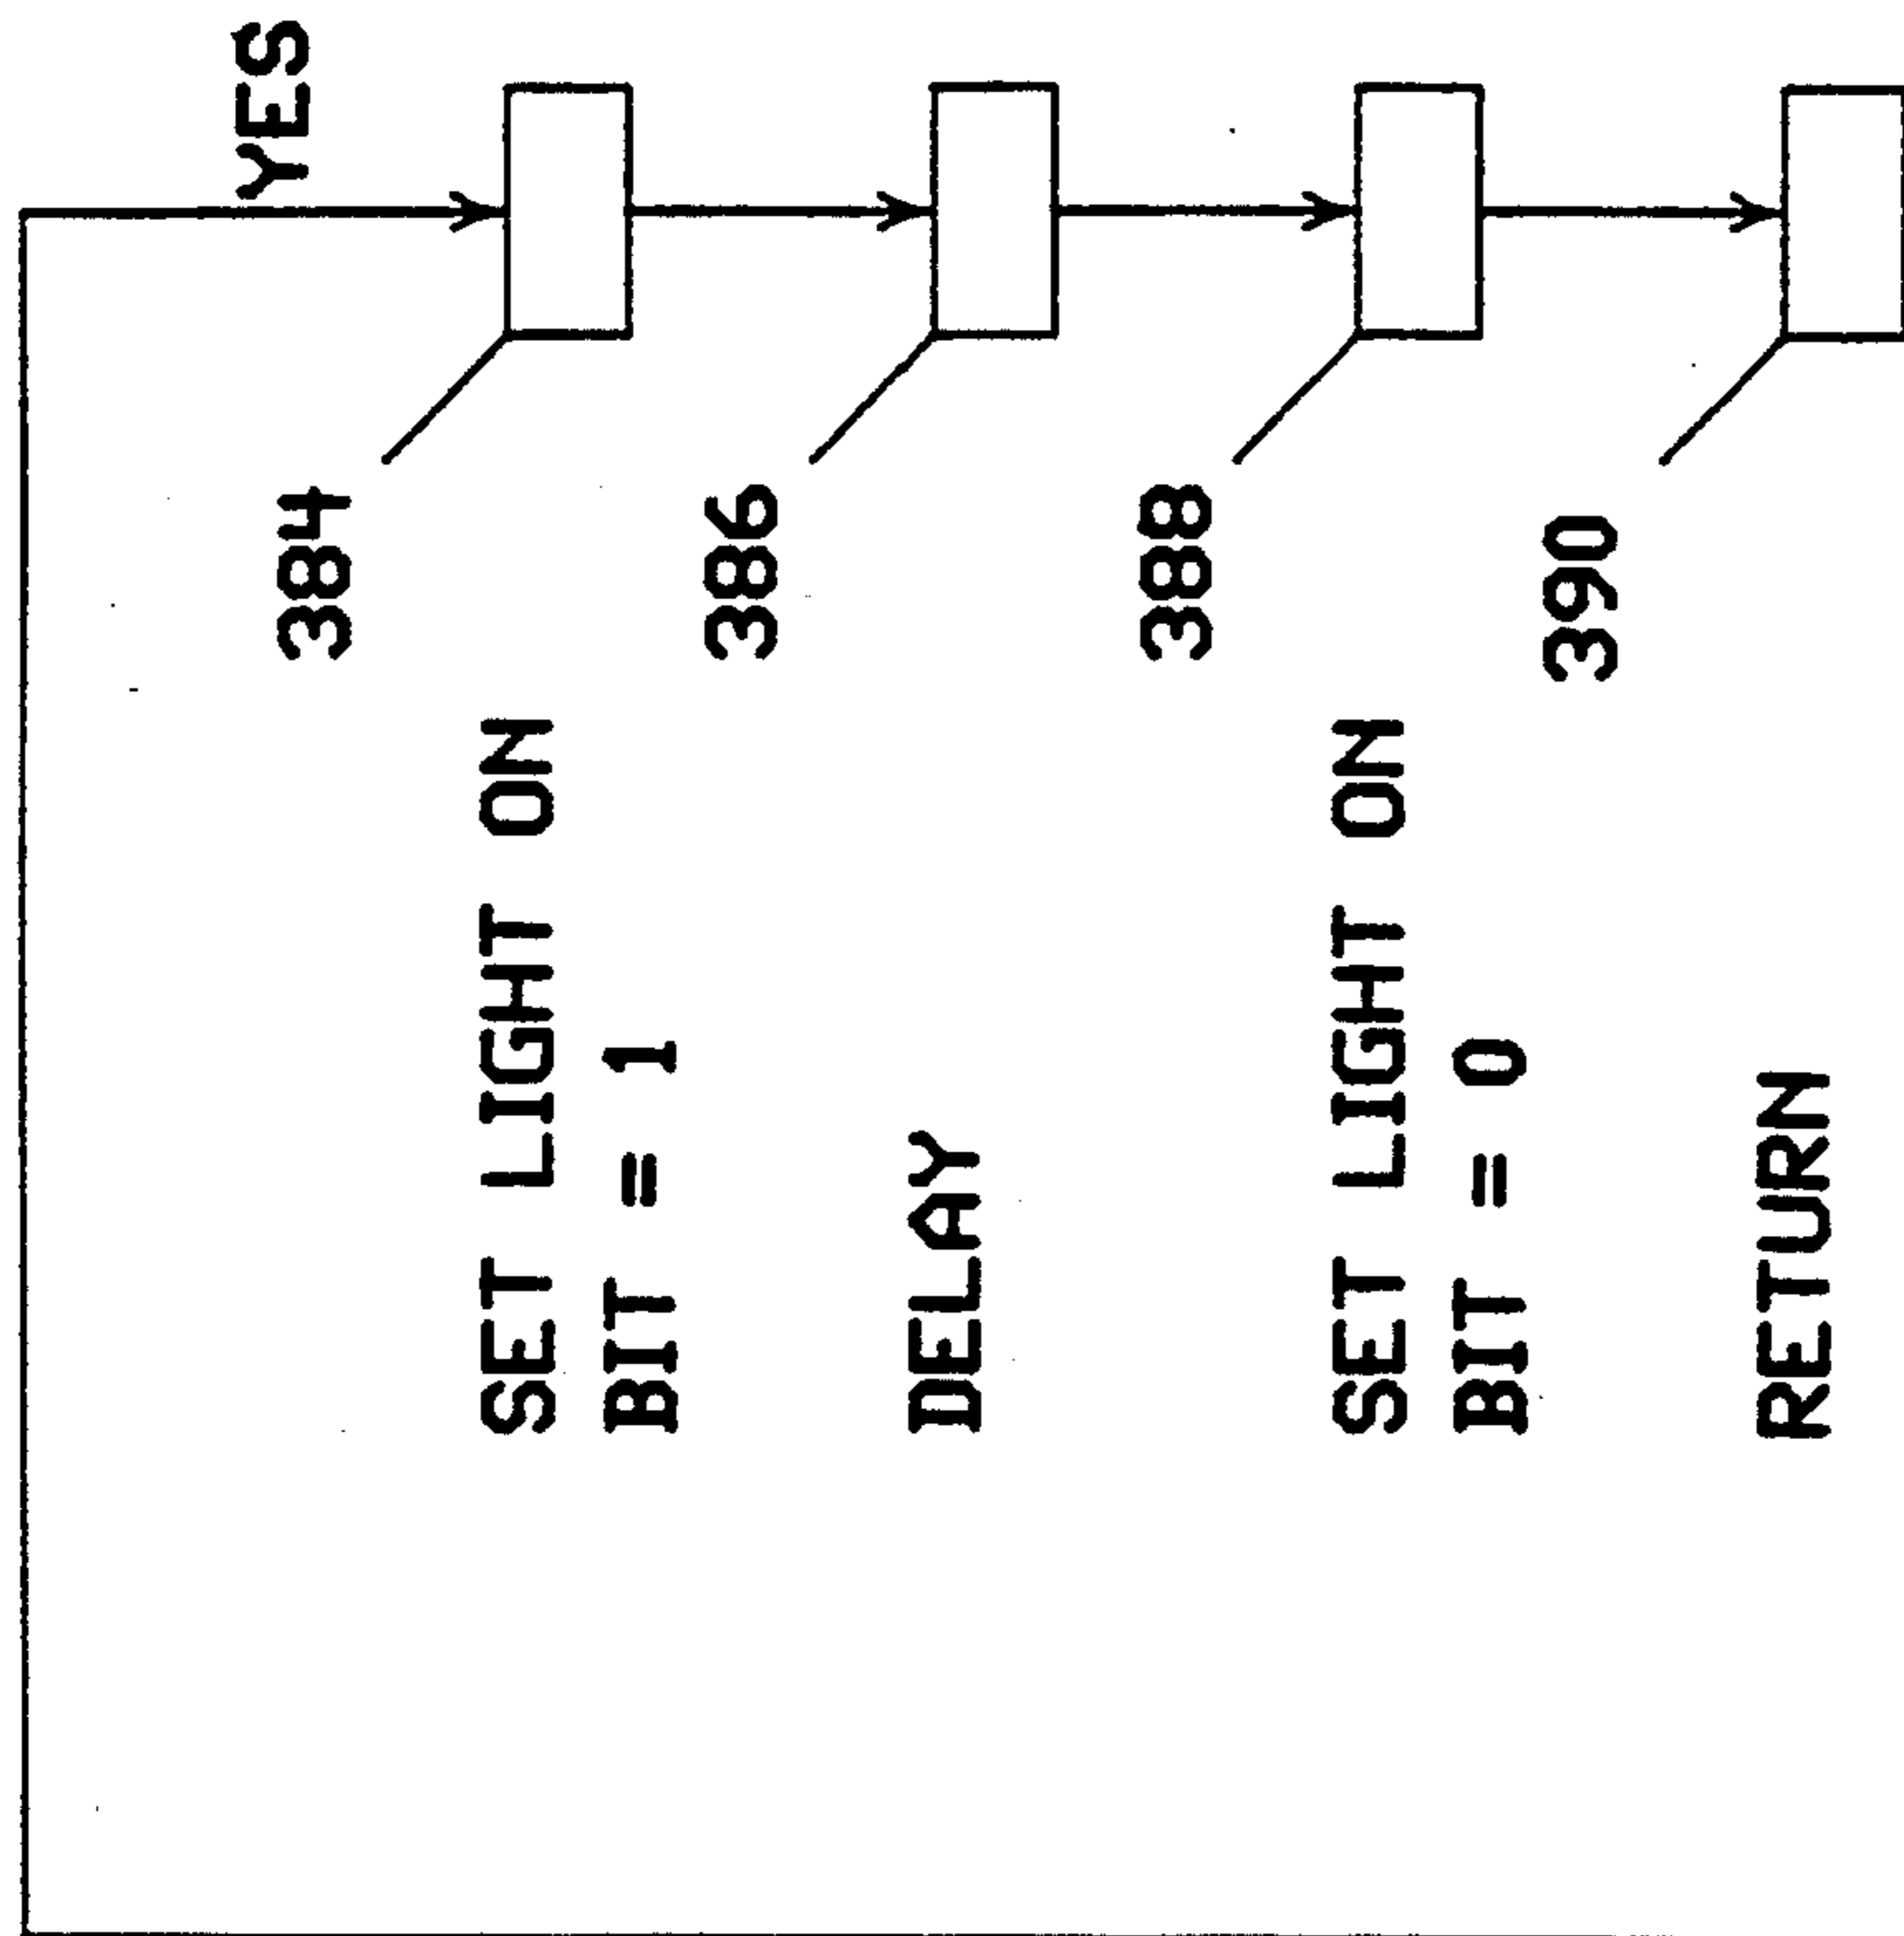 YES
384
SET LIGHT ON
BIT = 1
386
DELAY
388
SET LIGHT ON
BIT = 0
390
RETURN